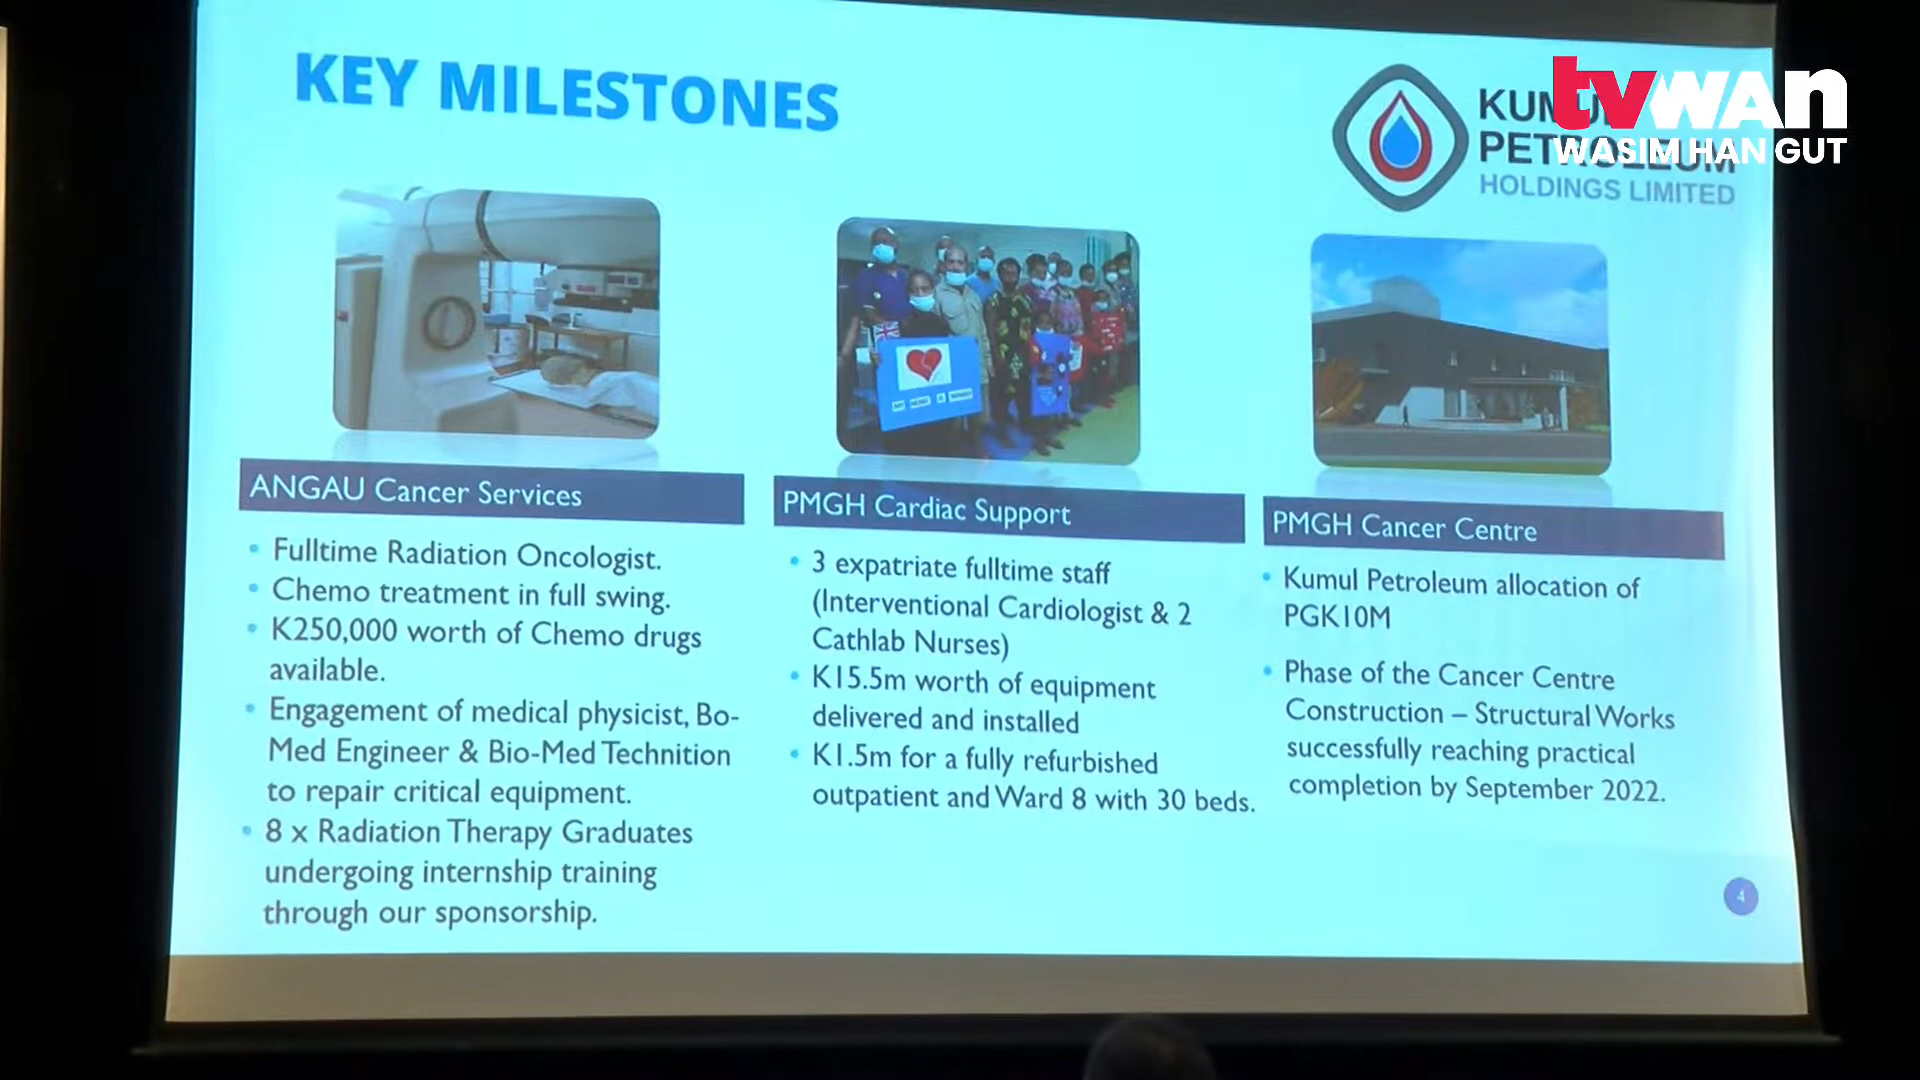 KEY MILESTONES
KUMUL
PETROLEUM
HOLDINGS LIMITED
tvwan
WASIM HAN GUT
ANGAU Cancer Services
• Fulltime Radiation Oncologist.
• Chemo treatment in full swing.
• K250,000 worth of Chemo drugs
available.
• Engagement of medical physicist, Bo-
Med Engineer & Bio-Med Technition
to repair critical equipment.
• 8 x Radiation Therapy Graduates
undergoing internship training
through our sponsorship.
PMGH Cardiac Support
• 3 expatriate fulltime staff
(Interventional Cardiologist & 2
Cathlab Nurses)
• K15.5m worth of equipment
delivered and installed
• K1.5m for a fully refurbished
outpatient and Ward 8 with 30 beds.
PMGH Cancer Centre
• Kumul Petroleum allocation of
PGK10M
• Phase of the Cancer Centre
Construction – Structural Works
successfully reaching practical
completion by September 2022.
4